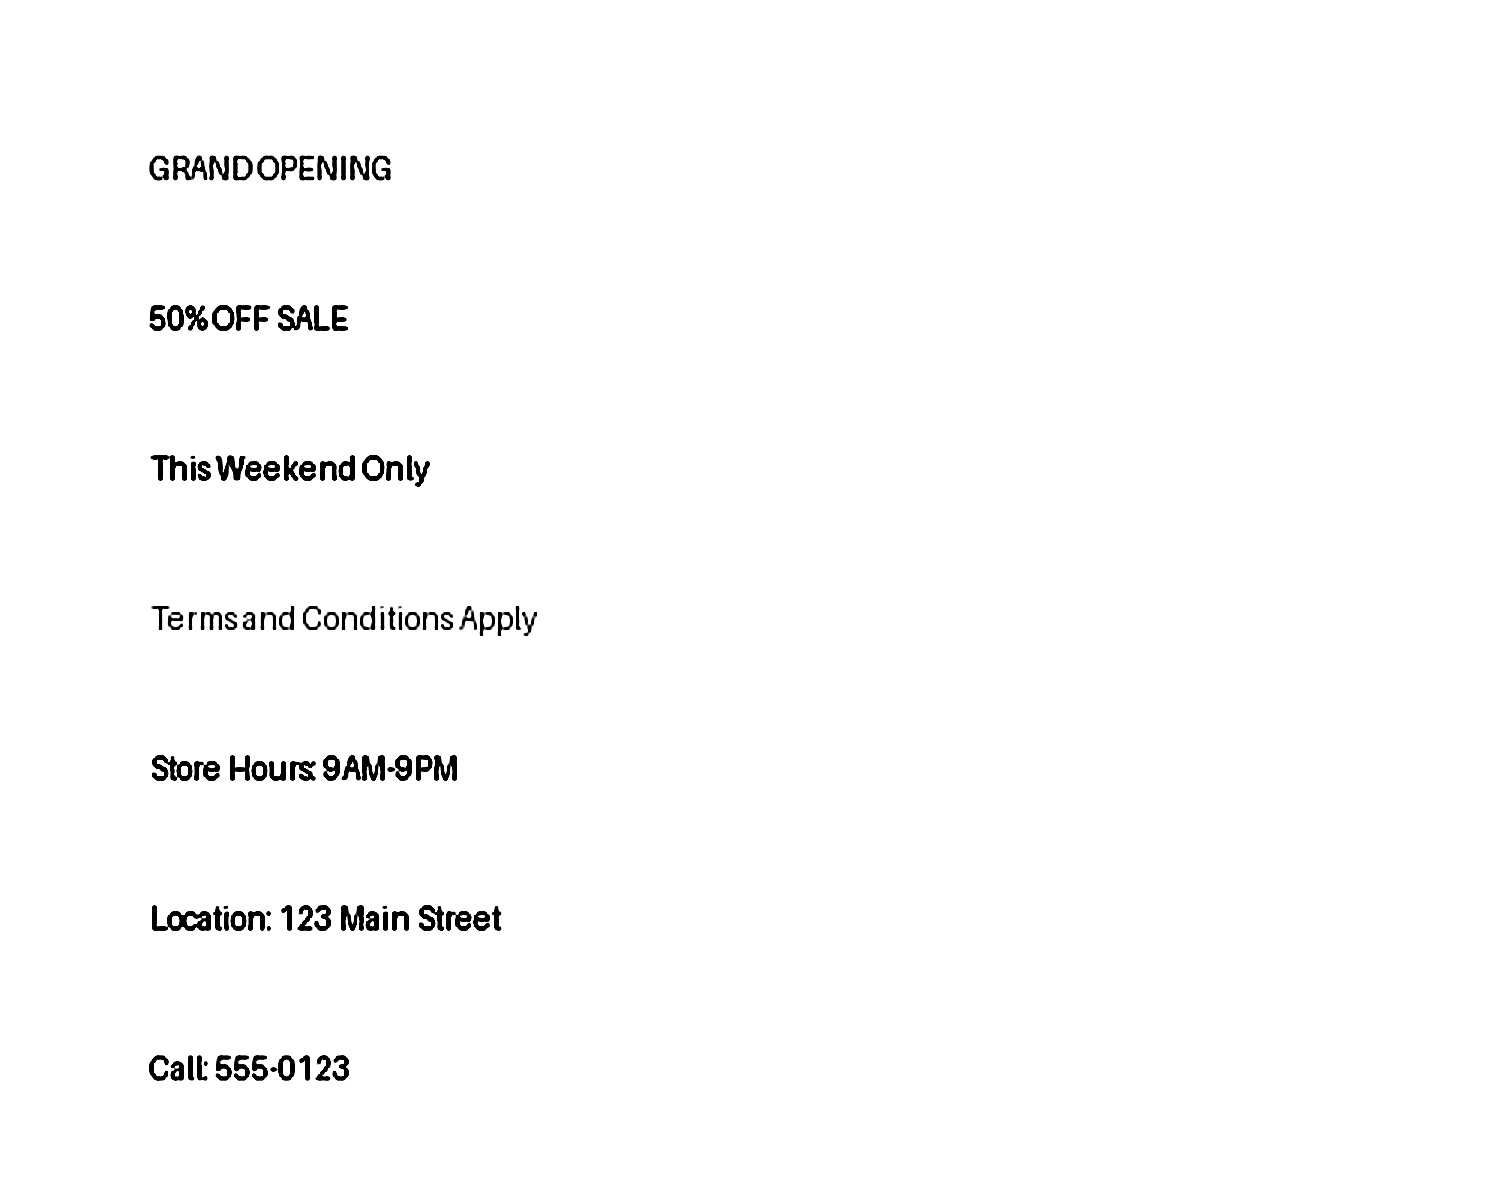 GRAND OPENING
50% OFF SALE
This Weekend Only
Terms and Conditions Apply
Store Hours: 9AM-9PM
Location: 123 Main Street
Call: 555-0123